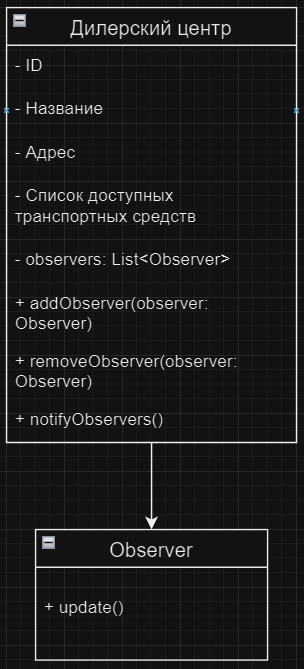 Дилерский центр
- ID
- Название
- Адрес
- Список доступных
транспортных средств
- observers: List<Observer>
+ addObserver(observer:
Observer)
+ removeObserver(observer:
Observer)
+ notifyObservers()
Observer
+ update()